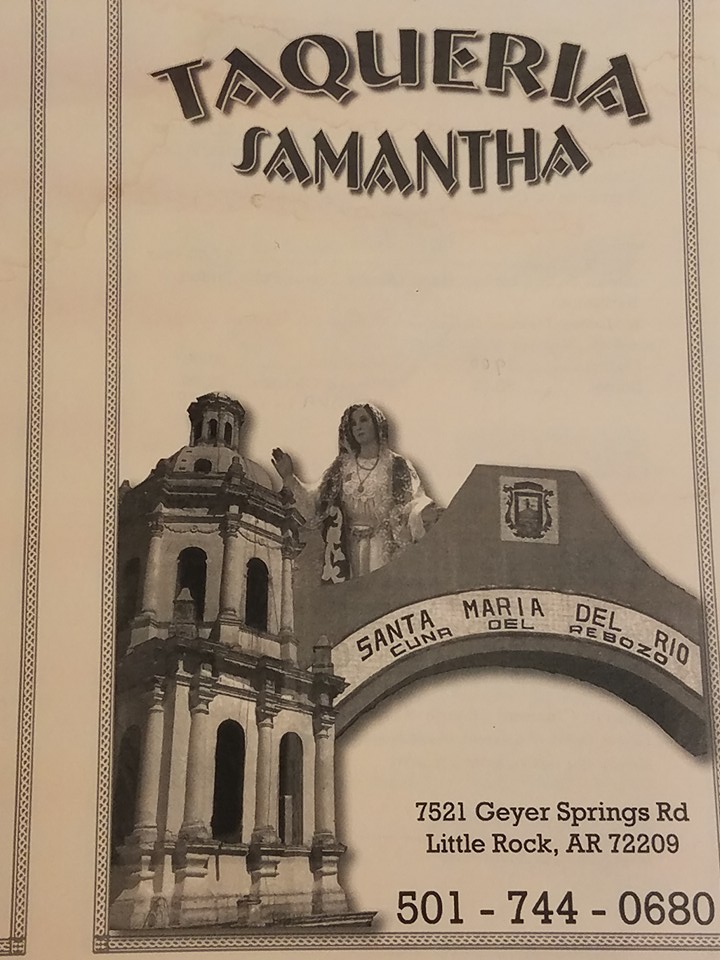 TAQUERIA
SAMANTHA
SANTA MARIA DEL RIO
CUNA DEL REBOZO
7521 Geyer Springs Rd
Little Rock, AR 72209
501 - 744 - 0680